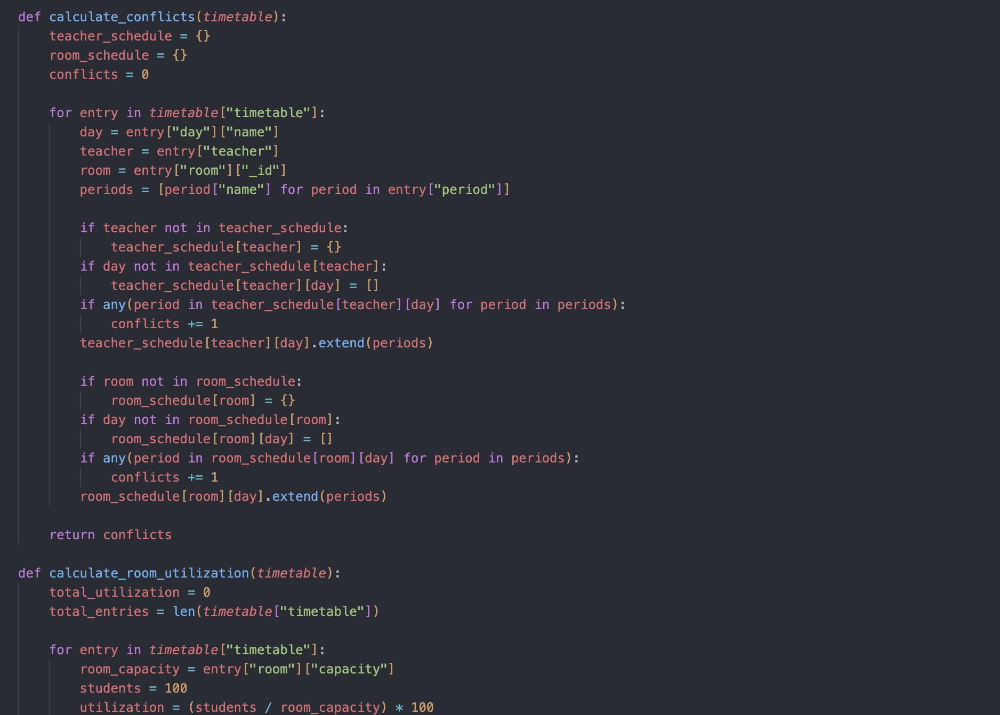 def calculate_conflicts(timetable):
    teacher_schedule = {}
    room_schedule = {}
    conflicts = 0

    for entry in timetable["timetable"]:
        day = entry["day"]["name"]
        teacher = entry["teacher"]
        room = entry["room"]["_id"]
        periods = [period["name"] for period in entry["period"]]

        if teacher not in teacher_schedule:
            teacher_schedule[teacher] = {}
        if day not in teacher_schedule[teacher]:
            teacher_schedule[teacher][day] = []
        if any(period in teacher_schedule[teacher][day] for period in periods):
            conflicts += 1
        teacher_schedule[teacher][day].extend(periods)

        if room not in room_schedule:
            room_schedule[room] = {}
        if day not in room_schedule[room]:
            room_schedule[room][day] = []
        if any(period in room_schedule[room][day] for period in periods):
            conflicts += 1
        room_schedule[room][day].extend(periods)

    return conflicts

def calculate_room_utilization(timetable):
    total_utilization = 0
    total_entries = len(timetable["timetable"])

    for entry in timetable["timetable"]:
        room_capacity = entry["room"]["capacity"]
        students = 100
        utilization = (students / room_capacity) * 100